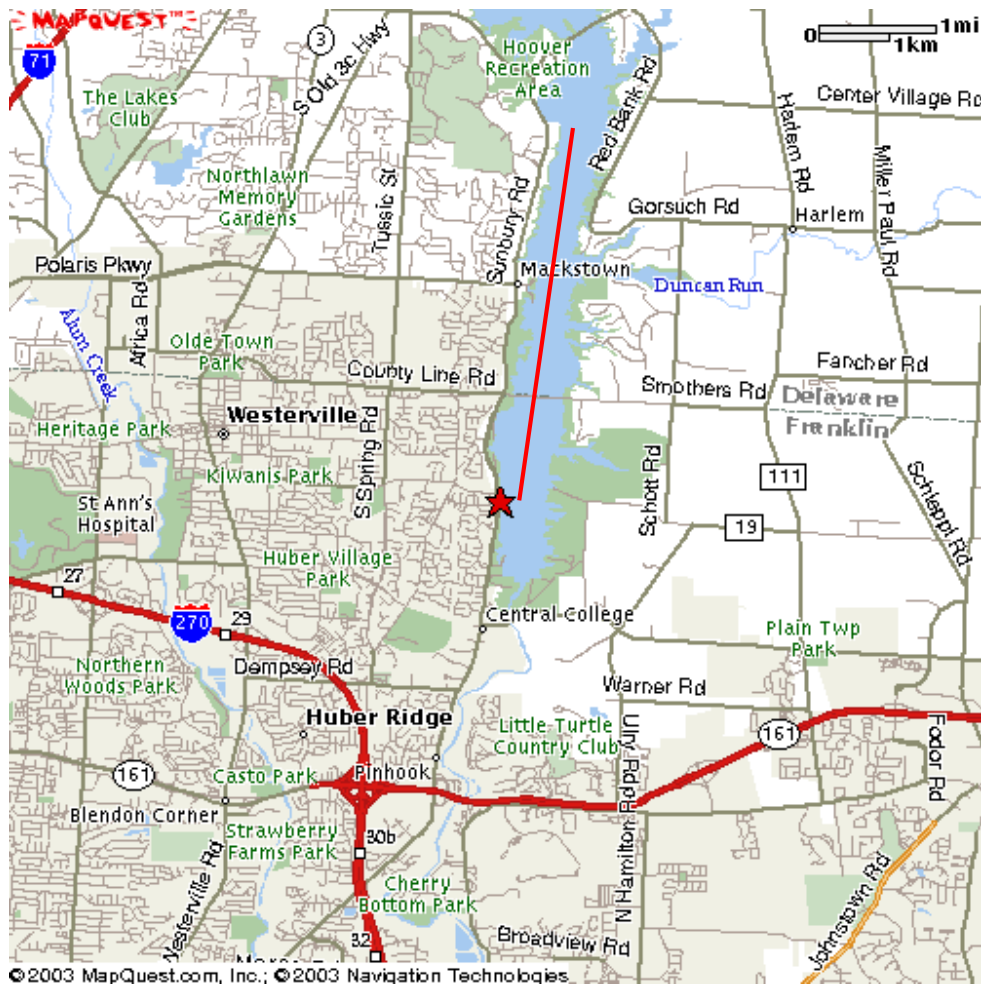 MAPQUEST™
0 1mi
1km
71
3
S Old 3c Hwy
Hoover
Recreation
Area
Red Bank Rd
The Lakes
Club
Center Village Rd
Harlem Rd
Miller Paul Rd
Northlawn
Memory
Gardens
Tussic St
Sunbury Rd
Gorsuch Rd
Harlem
Polaris Pkwy
Mackstown
Duncan Run
Africa Rd
Alum Creek
Olde Town
Park
County Line Rd
Fancher Rd
Smothers Rd
Delaware
Franklin
Westerville
Heritage Park
S Spring Rd
Kiwanis Park
111
Schott Rd
Schleppi Rd
St Ann's
Hospital
19
Huber Village
Park
27
270
29
Central College
Plain Twp
Park
Dempsey Rd
Northern
Woods Park
Warner Rd
Huber Ridge
Little Turtle
Country Club
161
Fodor Rd
161
Casto Park
Pinhook
Blendon Corner
Strawberry
Farms Park
30b
N Hamilton Rd
Cherry
Bottom Park
Johnstown Rd
Westerville Rd
32
Broadview Rd
©2003 MapQuest.com, Inc.; ©2003 Navigation Technologies